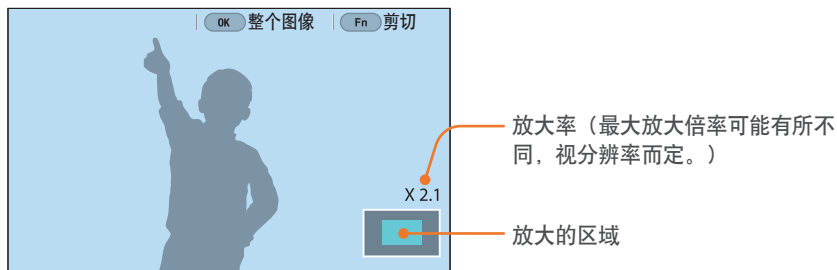 OK 整个图像 Fn 剪切
放大率（最大放大倍率可能有所不
同，视分辨率而定。）
X 2.1
放大的区域